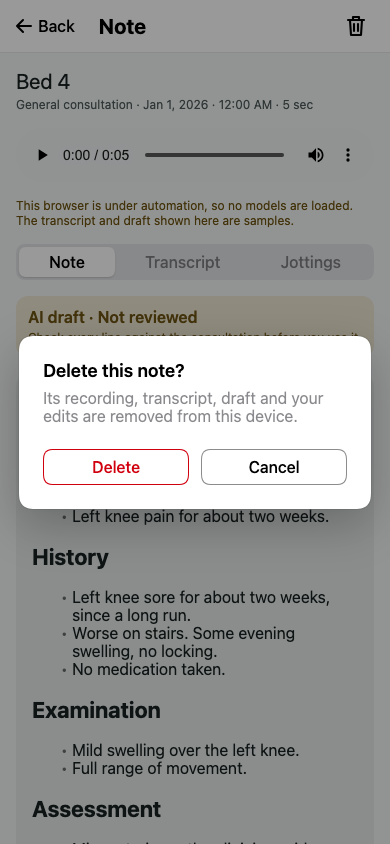 Back Note
Bed 4
General consultation · Jan 1, 2026 · 12:00 AM · 5 sec
0:00 / 0:05
This browser is under automation, so no models are loaded.
The transcript and draft shown here are samples.
Note Transcript Jottings
AI draft · Not reviewed
Delete this note?
Its recording, transcript, draft and your
edits are removed from this device.
Delete Cancel
• Left knee pain for about two weeks.
History
• Left knee sore for about two weeks,
since a long run.
• Worse on stairs. Some evening
swelling, no locking.
• No medication taken.
Examination
• Mild swelling over the left knee.
• Full range of movement.
Assessment